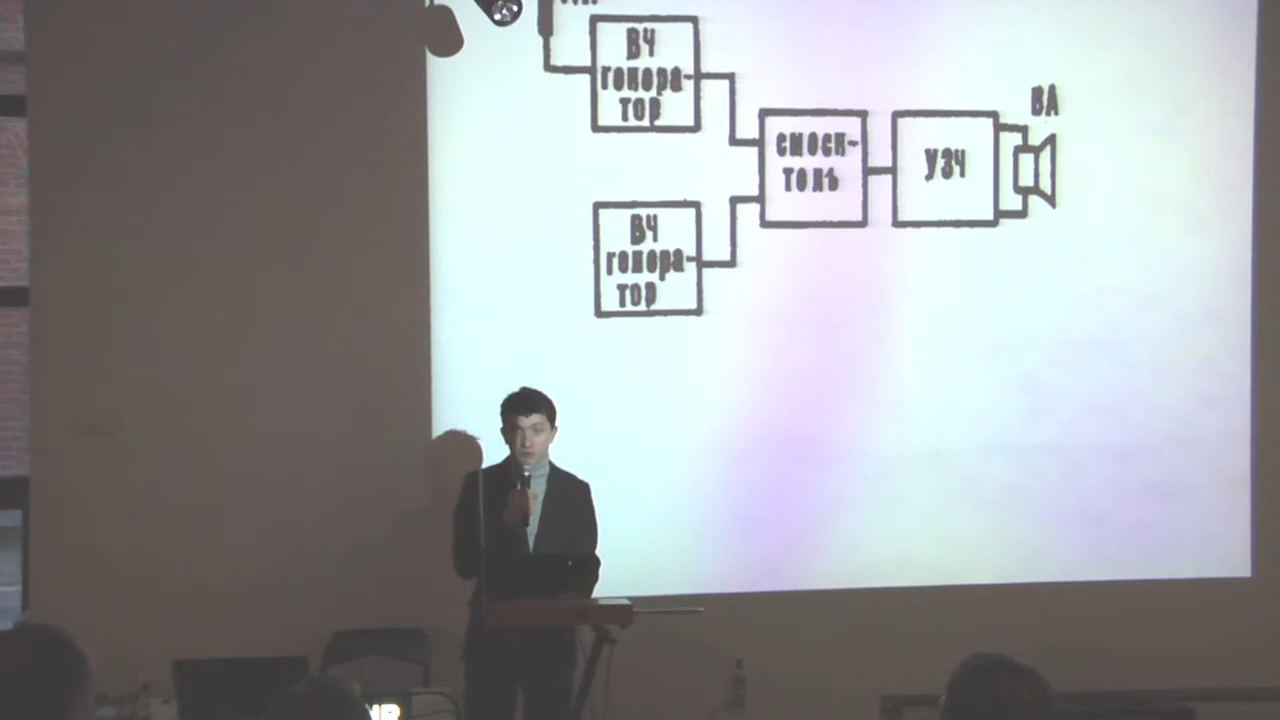 ВЧ
генера-
тор
ВА
смеси-
тель
УЗЧ
ВЧ
генера-
тор